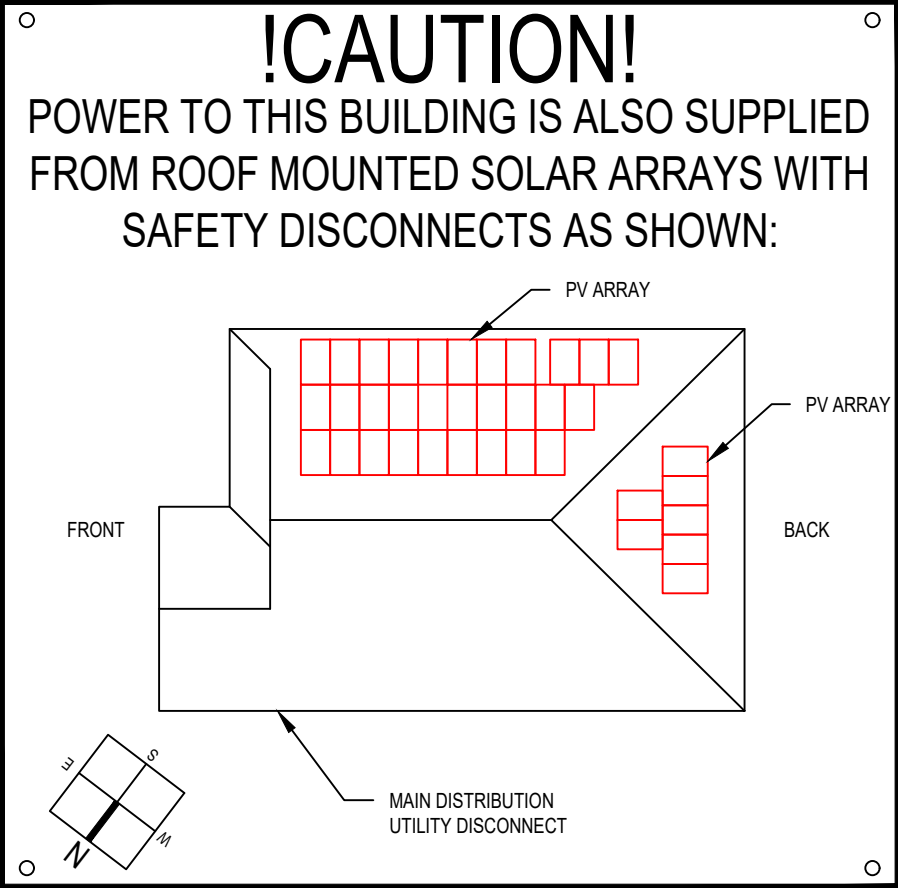 !CAUTION!
POWER TO THIS BUILDING IS ALSO SUPPLIED
FROM ROOF MOUNTED SOLAR ARRAYS WITH
SAFETY DISCONNECTS AS SHOWN:
PV ARRAY
PV ARRAY
FRONT
BACK
S
E
W
N
MAIN DISTRIBUTION
UTILITY DISCONNECT